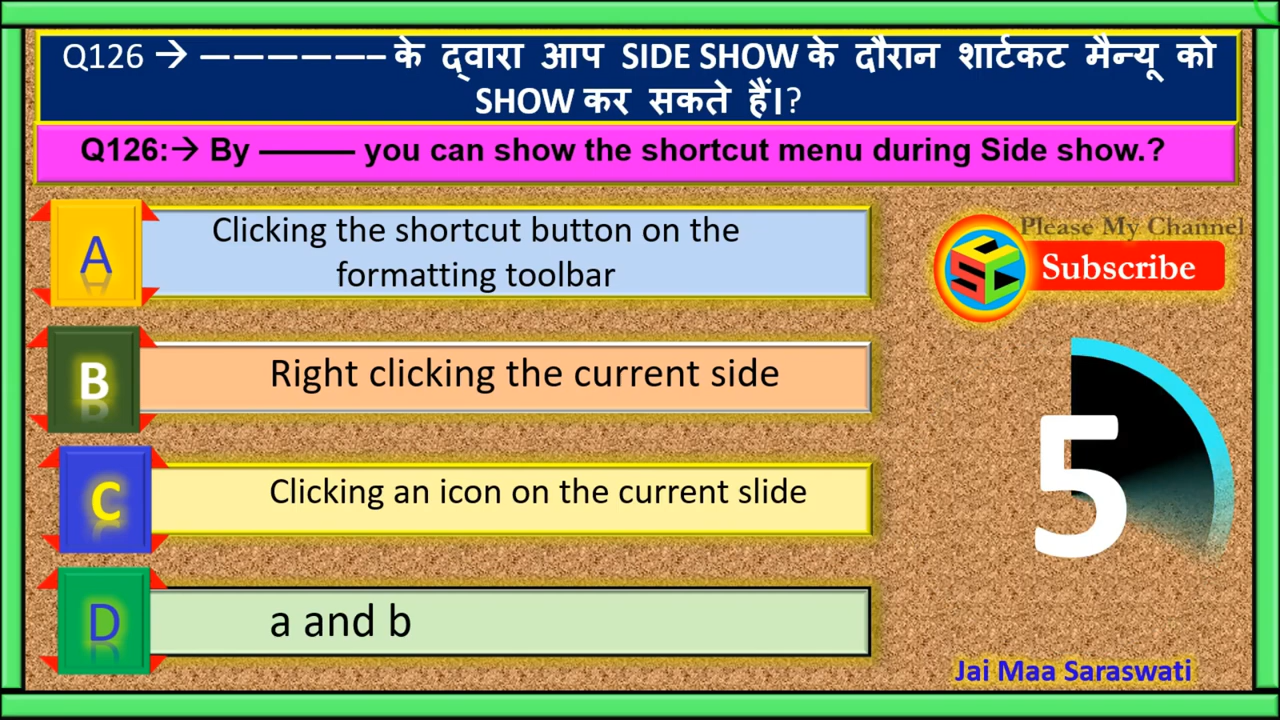 Q126 → ––––––– के द्वारा आप SIDE SHOW के दौरान शार्टकट मैन्यू को
SHOW कर सकते हैं।?
Q126:→ By ——— you can show the shortcut menu during Side show.?
A
Clicking the shortcut button on the
formatting toolbar
B
Right clicking the current side
C
Clicking an icon on the current slide
D
a and b
Please My Channel
SLC
Subscribe
5
Jai Maa Saraswati